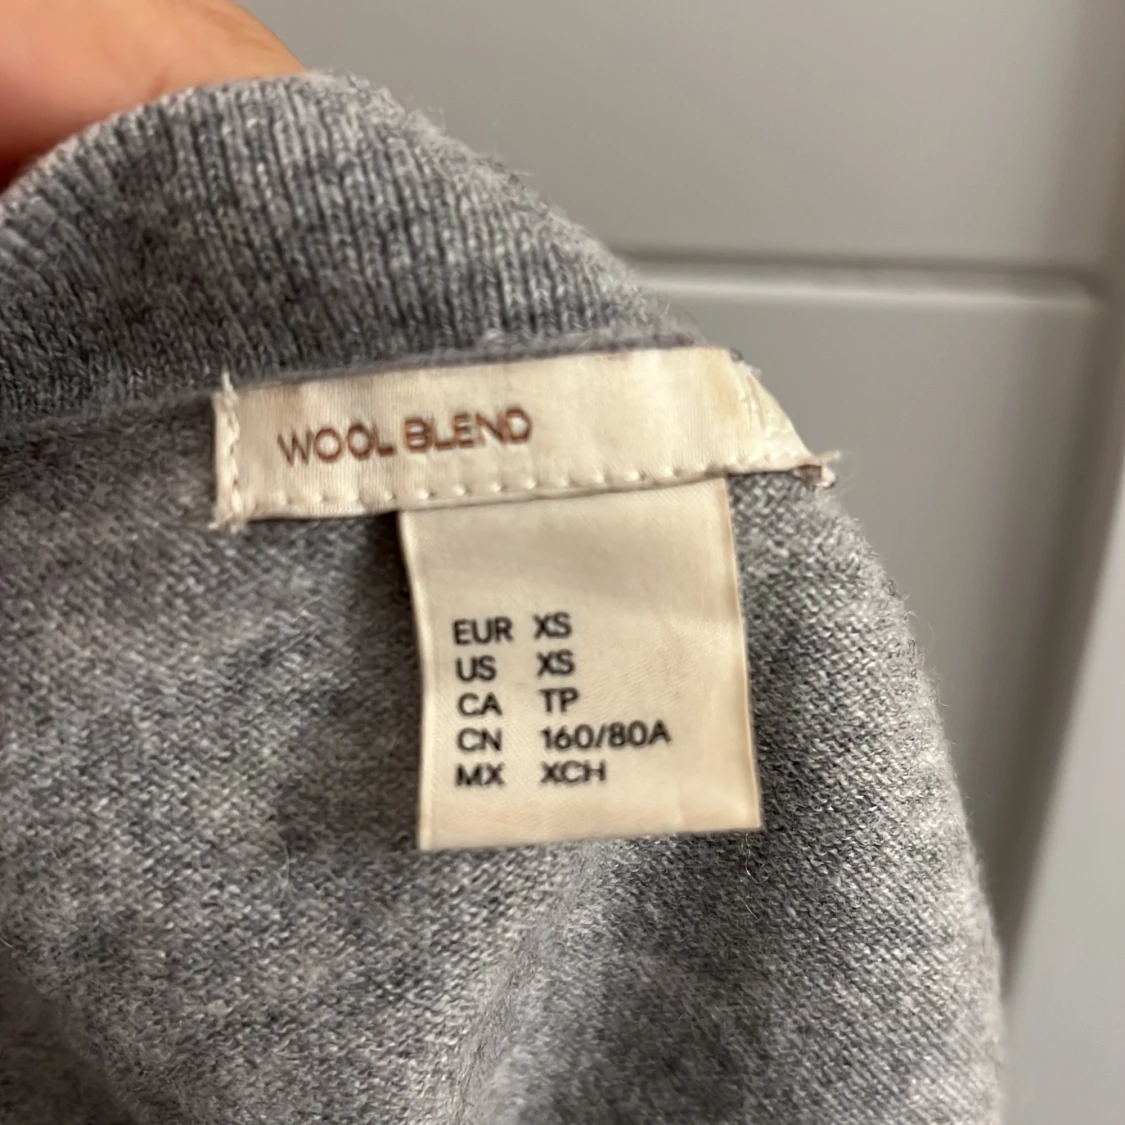 WOOL BLEND
EUR XS
US XS
CA TP
CN 160/80A
MX XCH